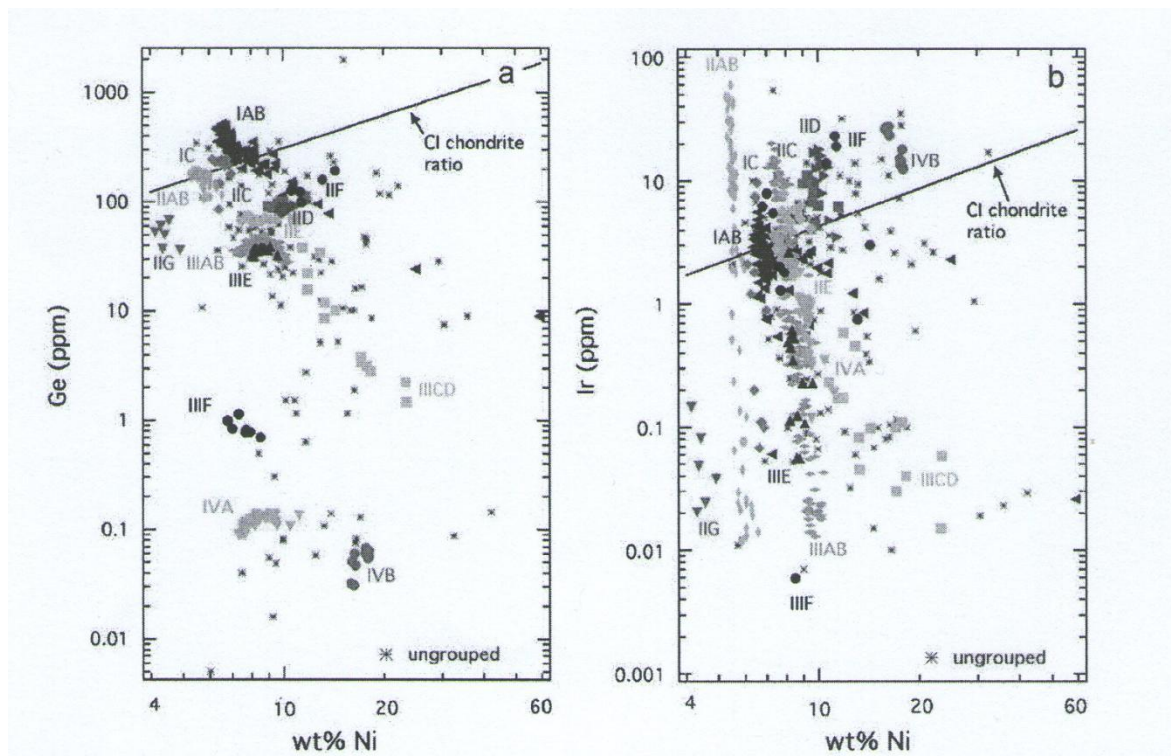 a
1000
100
10
1
0.1
0.01
Ge (ppm)
IAB
IC
CI chondrite
ratio
IIC
IIF
IIAB
IIID
IIE
IIG
IIIAB
IIIE
IIIF
IIICD
IVA
IVB
ungrouped
4
10
60
wt% Ni
b
100
10
1
0.1
0.01
0.001
Ir (ppm)
IIAB
IID
IIF
IIC
IC
IVB
CI chondrite
ratio
IAB
IIE
IVA
IIIE
IIICD
IIG
IIIAB
IIIF
ungrouped
4
10
60
wt% Ni